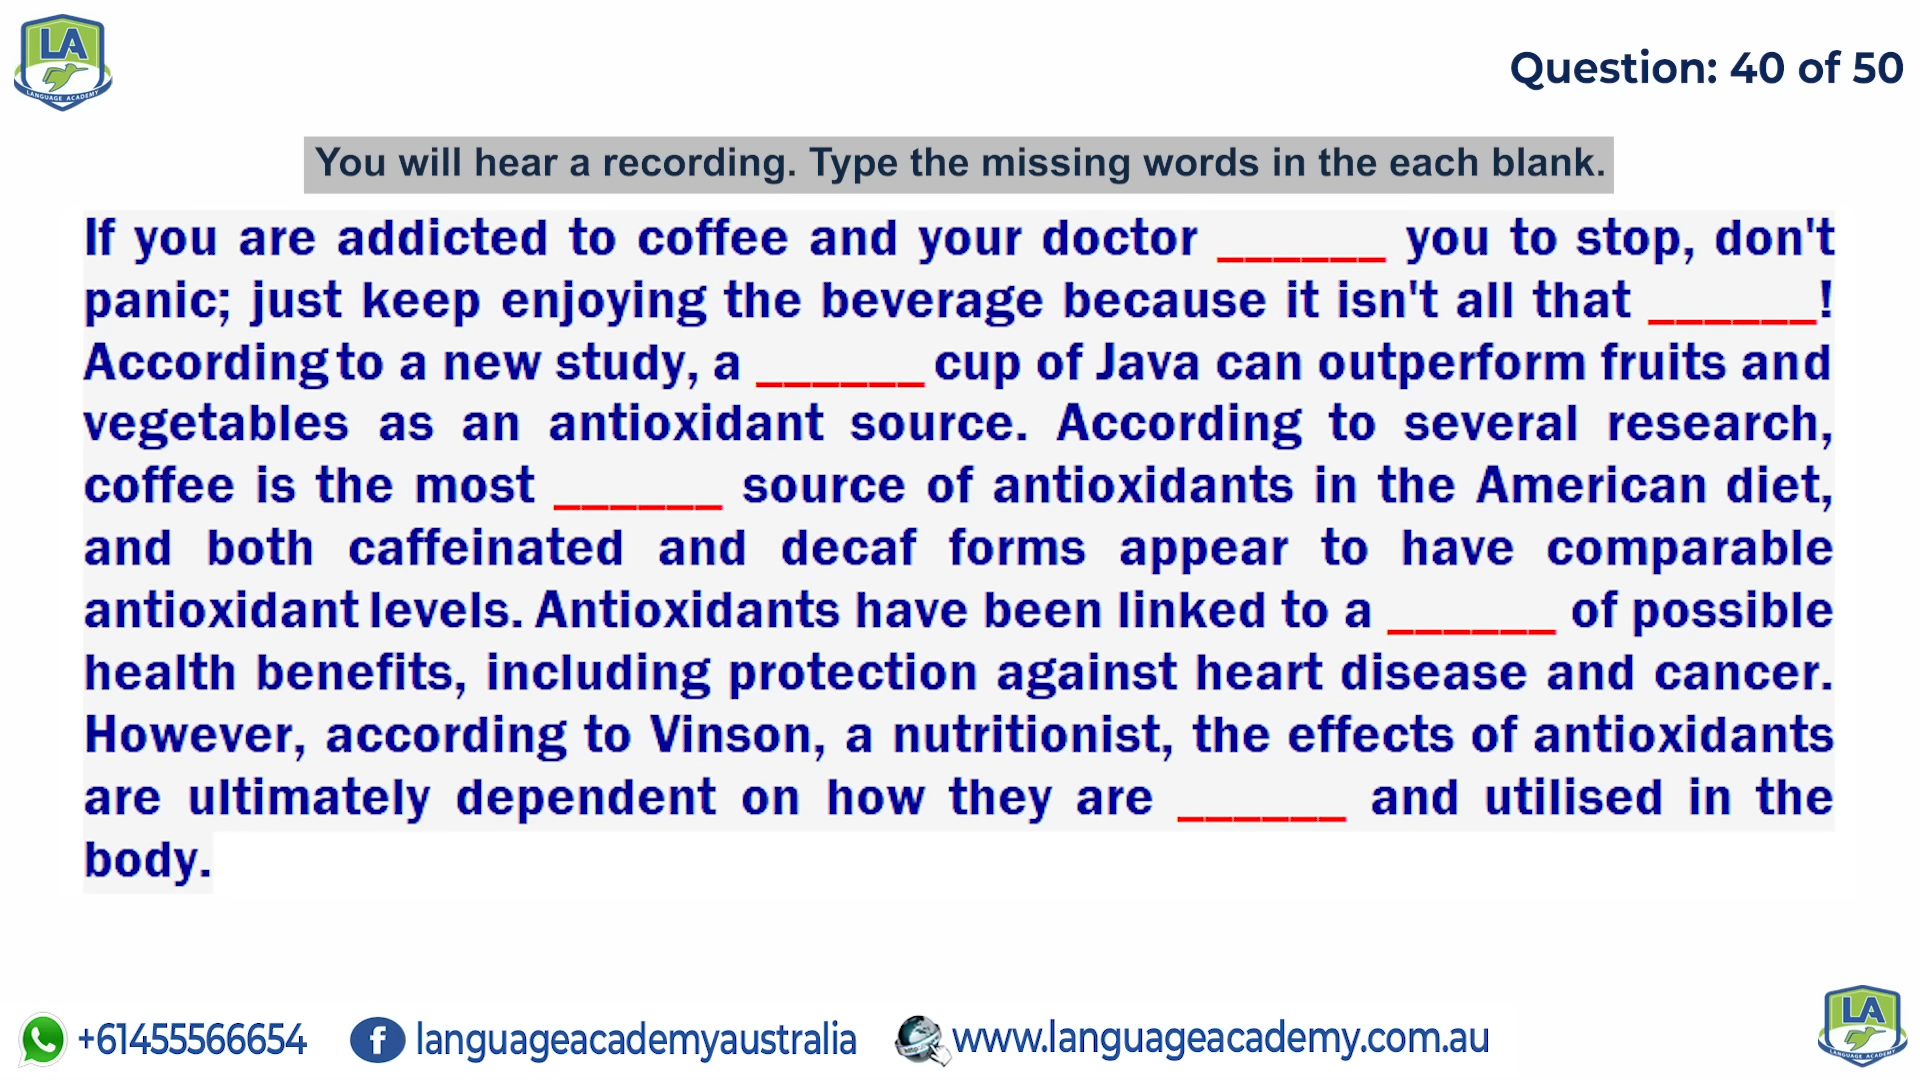 LA
LANGUAGE ACADEMY
Question: 40 of 50
You will hear a recording. Type the missing words in the each blank.
If you are addicted to coffee and your doctor ______ you to stop, don't
panic; just keep enjoying the beverage because it isn't all that ______!
According to a new study, a ______ cup of Java can outperform fruits and
vegetables as an antioxidant source. According to several research,
coffee is the most ______ source of antioxidants in the American diet,
and both caffeinated and decaf forms appear to have comparable
antioxidant levels. Antioxidants have been linked to a ______ of possible
health benefits, including protection against heart disease and cancer.
However, according to Vinson, a nutritionist, the effects of antioxidants
are ultimately dependent on how they are ______ and utilised in the
body.
+61455566654
f languageacademyaustralia
www.languageacademy.com.au
LA
LANGUAGE ACADEMY